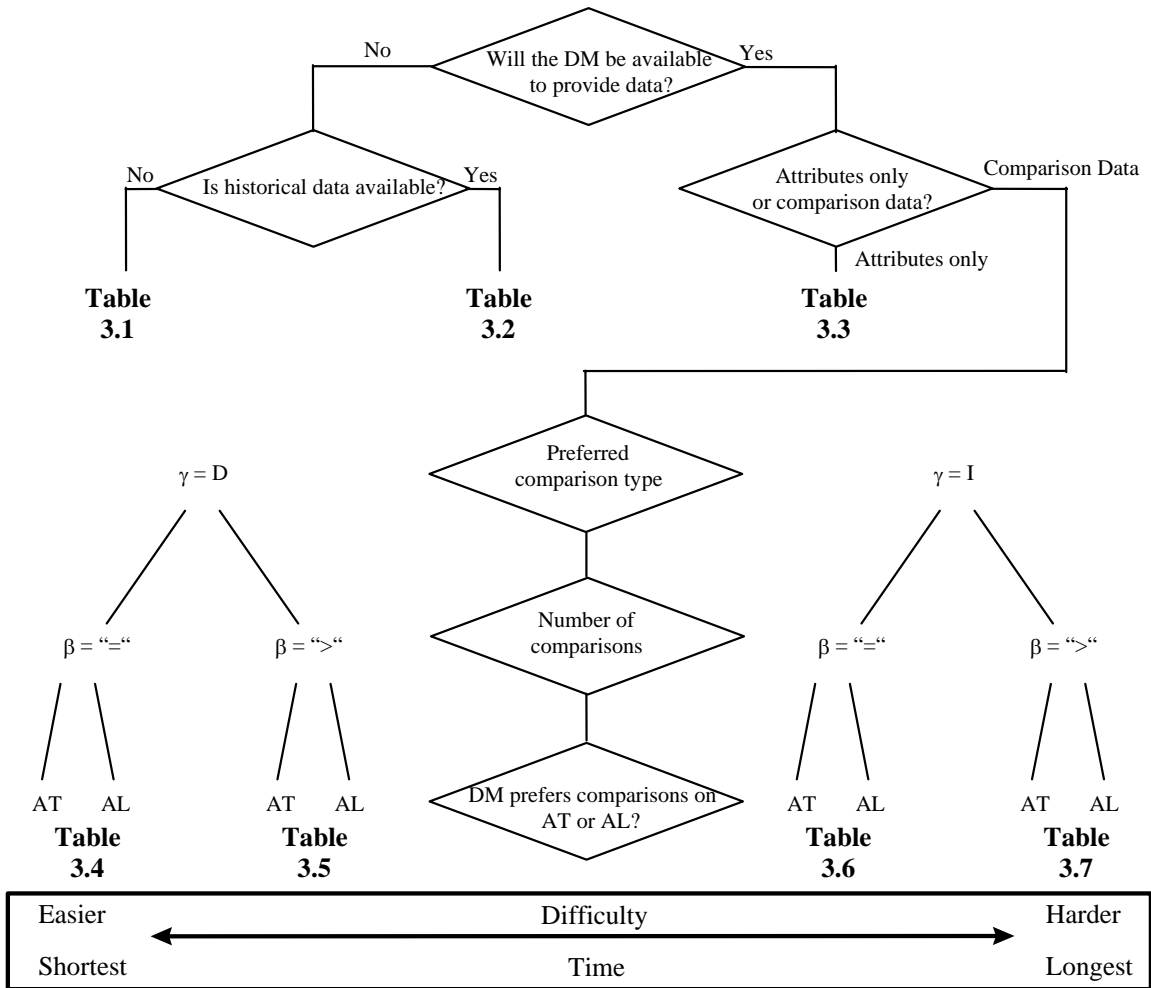 No
Will the DM be available
to provide data?
Yes
No
Is historical data available?
Yes
Attributes only
or comparison data?
Comparison Data
Attributes only
Table
3.1
Table
3.2
Table
3.3
Preferred
comparison type
γ = D
γ = I
Number of
comparisons
β = “=“
β = “>“
β = “=“
β = “>“
DM prefers comparisons on
AT or AL?
AT AL
AT AL
AT AL
AT AL
Table
3.4
Table
3.5
Table
3.6
Table
3.7
Easier
Difficulty
Harder
Shortest
Time
Longest